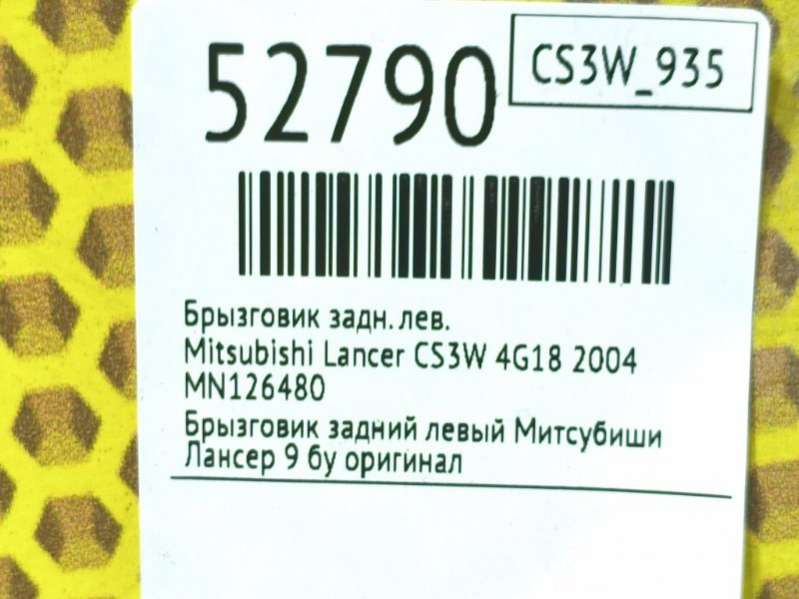 52790
CS3W_935
Брызговик задн. лев.
Mitsubishi Lancer CS3W 4G18 2004
MN126480
Брызговик задний левый Митсубиши
Лансер 9 бу оригинал